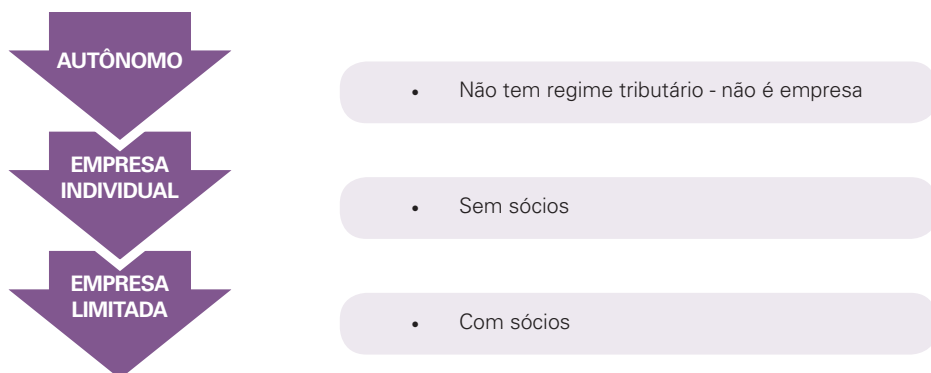 AUTÔNOMO
• Não tem regime tributário - não é empresa
EMPRESA
INDIVIDUAL
• Sem sócios
EMPRESA
LIMITADA
• Com sócios